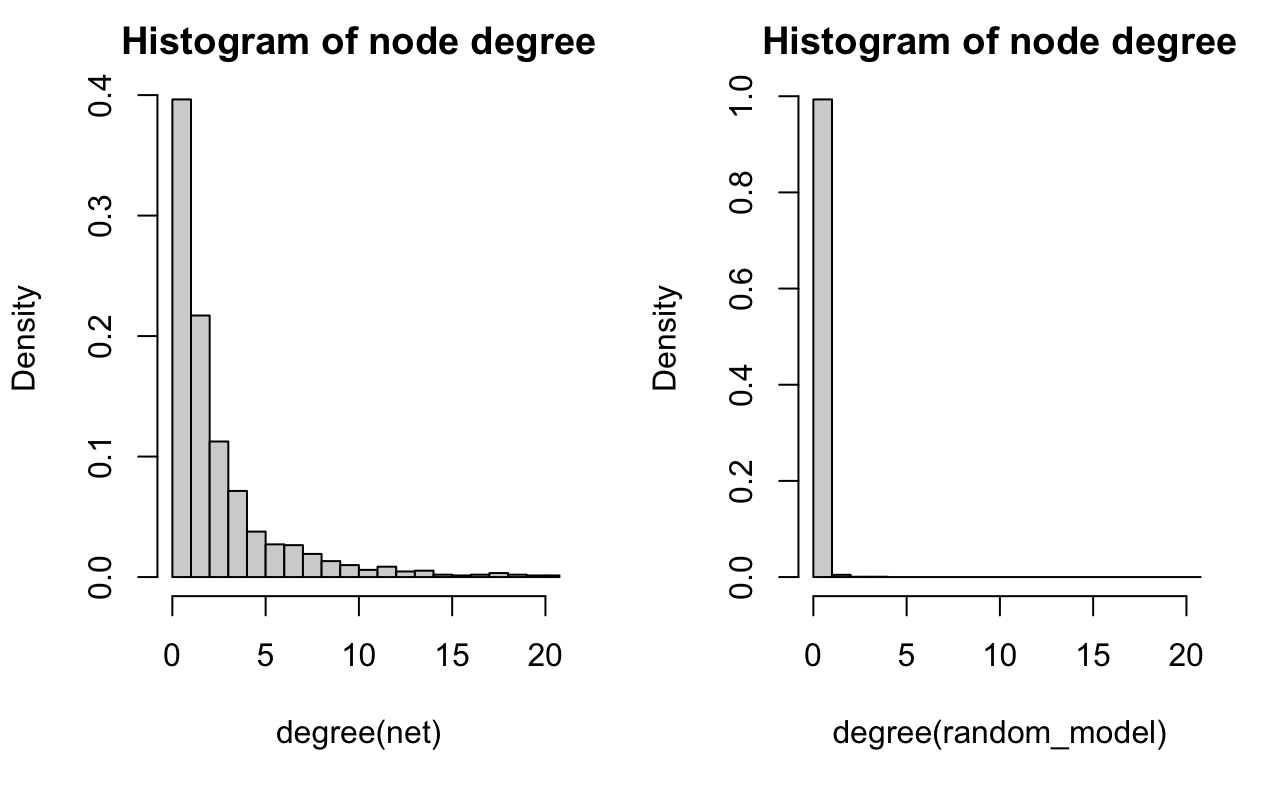 Histogram of node degree
Density
0.0 0.1 0.2 0.3 0.4
0 5 10 15 20
degree(net)
Histogram of node degree
Density
0.0 0.2 0.4 0.6 0.8 1.0
0 5 10 15 20
degree(random_model)